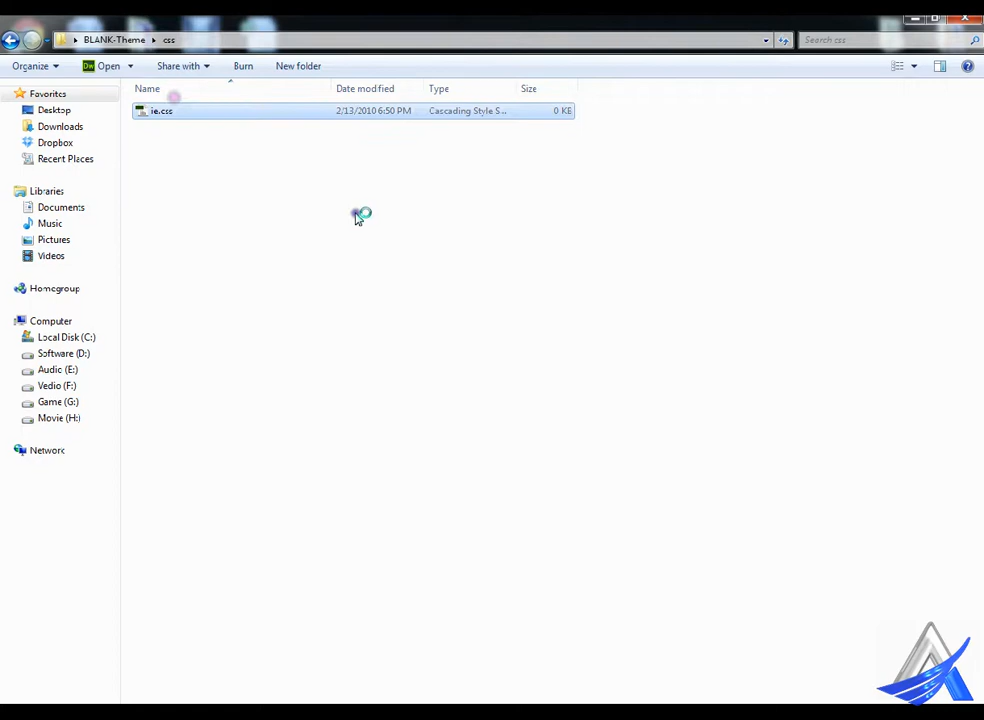 BLANK-Theme ▸ css
Search css
Organize
Open
Share with
Burn
New folder
Name
Date modified
Type
Size
ie.css
2/13/2010 6:50 PM
Cascading Style S...
0 KB
Favorites
Desktop
Downloads
Dropbox
Recent Places
Libraries
Documents
Music
Pictures
Videos
Homegroup
Computer
Local Disk (C:)
Software (D:)
Audio (E:)
Vedio (F:)
Game (G:)
Movie (H:)
Network